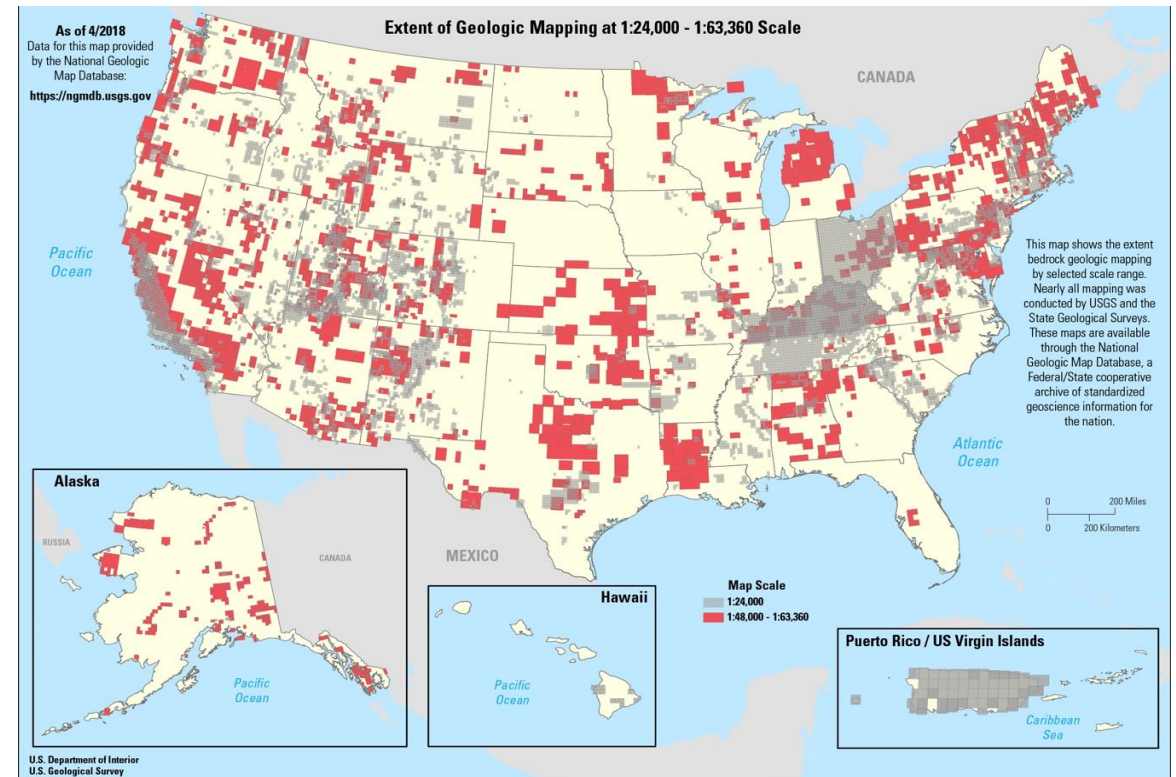 Extent of Geologic Mapping at 1:24,000 - 1:63,360 Scale
As of 4/2018
Data for this map provided
by the National Geologic
Map Database:
https://ngmdb.usgs.gov
CANADA
Pacific
Ocean
This map shows the extent
bedrock geologic mapping
by selected scale range.
Nearly all mapping was
conducted by USGS and the
State Geological Surveys.
These maps are available
through the National
Geologic Map Database, a
Federal/State cooperative
archive of standardized
geoscience information for
the nation.
Atlantic
Ocean
0 200 Miles
0 200 Kilometers
Alaska
RUSSIA
CANADA
Pacific
Ocean
MEXICO
Hawaii
Pacific
Ocean
Map Scale
1:24,000
1:48,000 - 1:63,360
Puerto Rico / US Virgin Islands
Caribbean
Sea
U.S. Department of Interior
U.S. Geological Survey